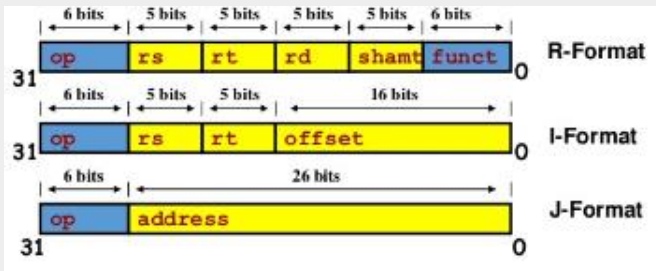 6 bits 5 bits 5 bits 5 bits 5 bits 6 bits
op rs rt rd shamt funct R-Format
31 0
6 bits 5 bits 5 bits 16 bits
op rs rt offset I-Format
31 0
6 bits 26 bits
op address J-Format
31 0